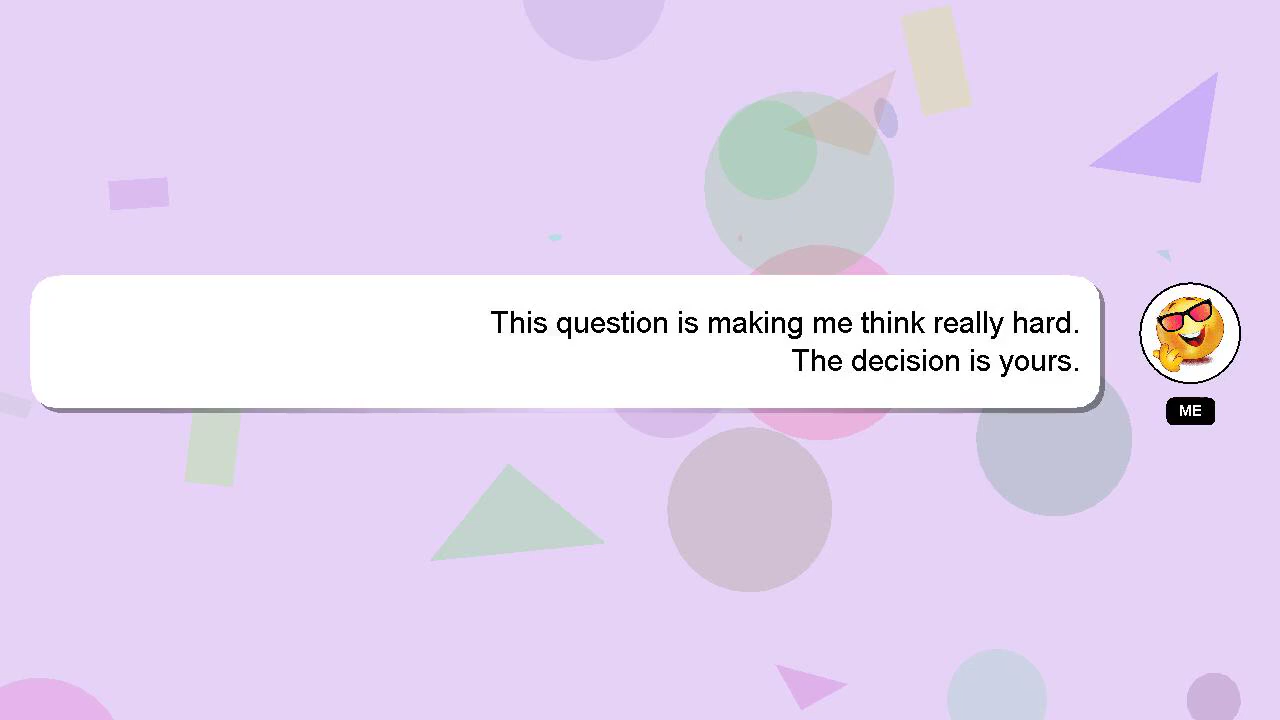 This question is making me think really hard.
The decision is yours.
ME